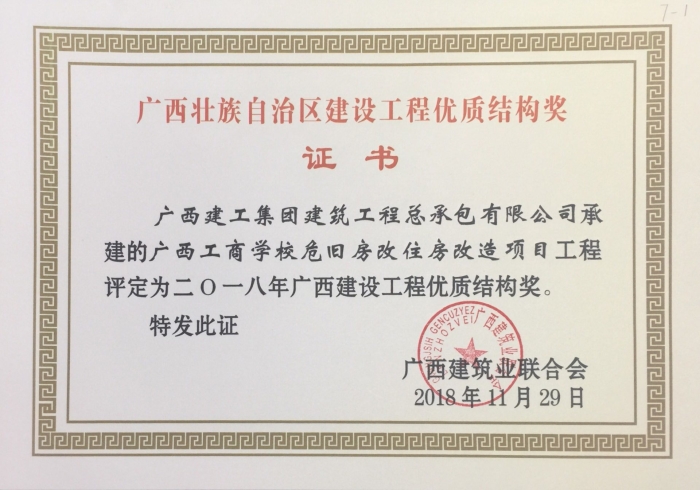 7-1
广西壮族自治区建设工程优质结构奖
证书
广西建工集团建筑工程总承包有限公司承
建的广西工商学校危旧房改住房改造项目工程
评定为二〇一八年广西建设工程优质结构奖。
特发此证
广西建筑业联合会
2018年11月29日